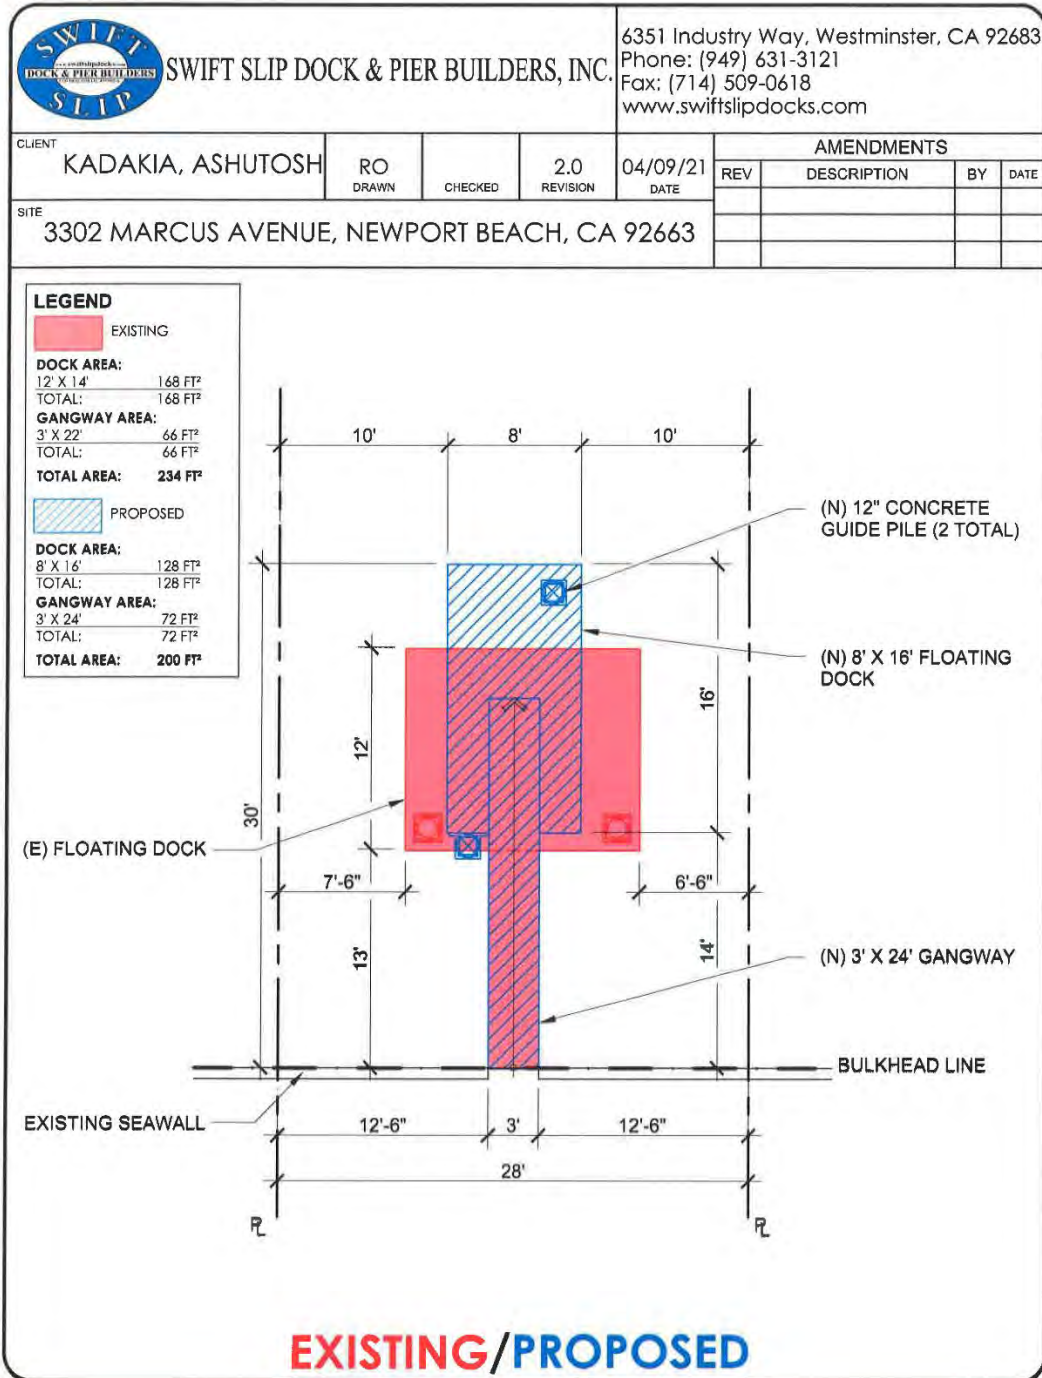 SWIFT
www.swiftslipdocks.com
DOCK & PIER BUILDERS
SLIP
SWIFT SLIP DOCK & PIER BUILDERS, INC.
6351 Industry Way, Westminster, CA 92683
Phone: (949) 631-3121
Fax: (714) 509-0618
www.swiftslipdocks.com
CLIENT
KADAKIA, ASHUTOSH
RO
DRAWN
CHECKED
2.0
REVISION
04/09/21
DATE
AMENDMENTS
REV DESCRIPTION BY DATE
SITE
3302 MARCUS AVENUE, NEWPORT BEACH, CA 92663
LEGEND
EXISTING
DOCK AREA:
12' X 14' 168 FT²
TOTAL: 168 FT²
GANGWAY AREA:
3' X 22' 66 FT²
TOTAL: 66 FT²
TOTAL AREA: 234 FT²
PROPOSED
DOCK AREA:
8' X 16' 128 FT²
TOTAL: 128 FT²
GANGWAY AREA:
3' X 24' 72 FT²
TOTAL: 72 FT²
TOTAL AREA: 200 FT²
10' 8' 10'
(N) 12" CONCRETE
GUIDE PILE (2 TOTAL)
(N) 8' X 16' FLOATING
DOCK
16'
12'
30'
(E) FLOATING DOCK
7'-6" 6'-6"
13'
14'
(N) 3' X 24' GANGWAY
BULKHEAD LINE
EXISTING SEAWALL
12'-6" 3' 12'-6"
28'
PL PL
EXISTING/PROPOSED